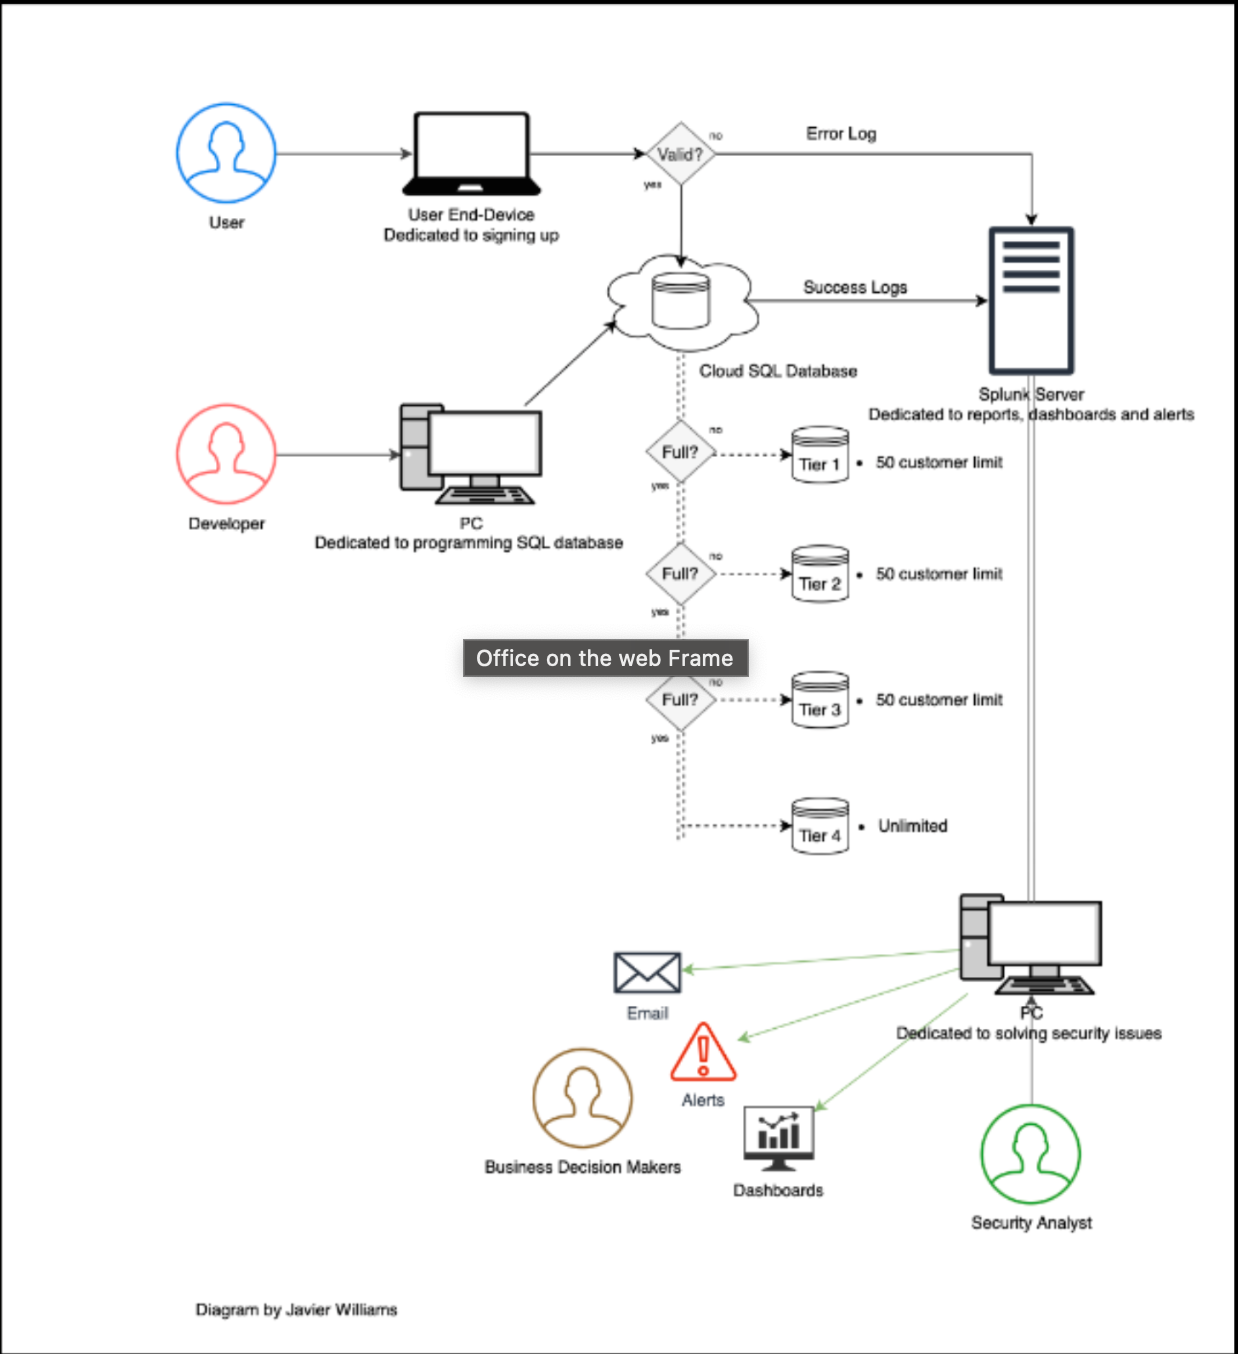 no
Error Log
Valid?
yes
User
User End-Device
Dedicated to signing up
Success Logs
Cloud SQL Database
Splunk Server
Dedicated to reports, dashboards and alerts
no
Full?
Tier 1
• 50 customer limit
yes
Developer
PC
Dedicated to programming SQL database
no
Full?
Tier 2
• 50 customer limit
yes
Office on the web Frame
no
Full?
Tier 3
• 50 customer limit
yes
Tier 4
• Unlimited
Email
PC
Dedicated to solving security issues
Alerts
Business Decision Makers
Dashboards
Security Analyst
Diagram by Javier Williams